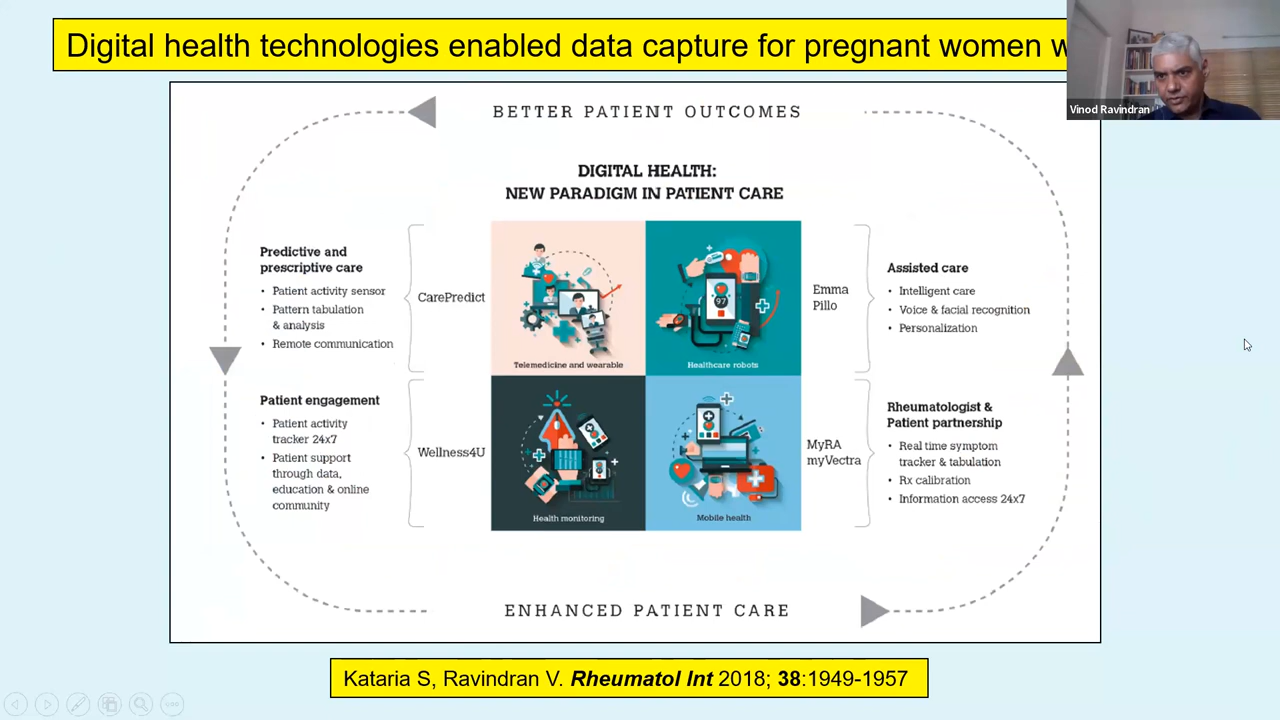 Digital health technologies enabled data capture for pregnant women
Vinod Ravindran
BETTER PATIENT OUTCOMES
DIGITAL HEALTH:
NEW PARADIGM IN PATIENT CARE
Predictive and
prescriptive care
• Patient activity sensor
• Pattern tabulation
& analysis
• Remote communication
CarePredict
Telemedicine and wearable
97
Healthcare robots
Emma
Pillo
Assisted care
• Intelligent care
• Voice & facial recognition
• Personalization
Patient engagement
• Patient activity
tracker 24x7
• Patient support
through data,
education & online
community
Wellness4U
Health monitoring
Mobile health
MyRA
myVectra
Rheumatologist &
Patient partnership
• Real time symptom
tracker & tabulation
• Rx calibration
• Information access 24x7
ENHANCED PATIENT CARE
Kataria S, Ravindran V. Rheumatol Int 2018; 38:1949-1957